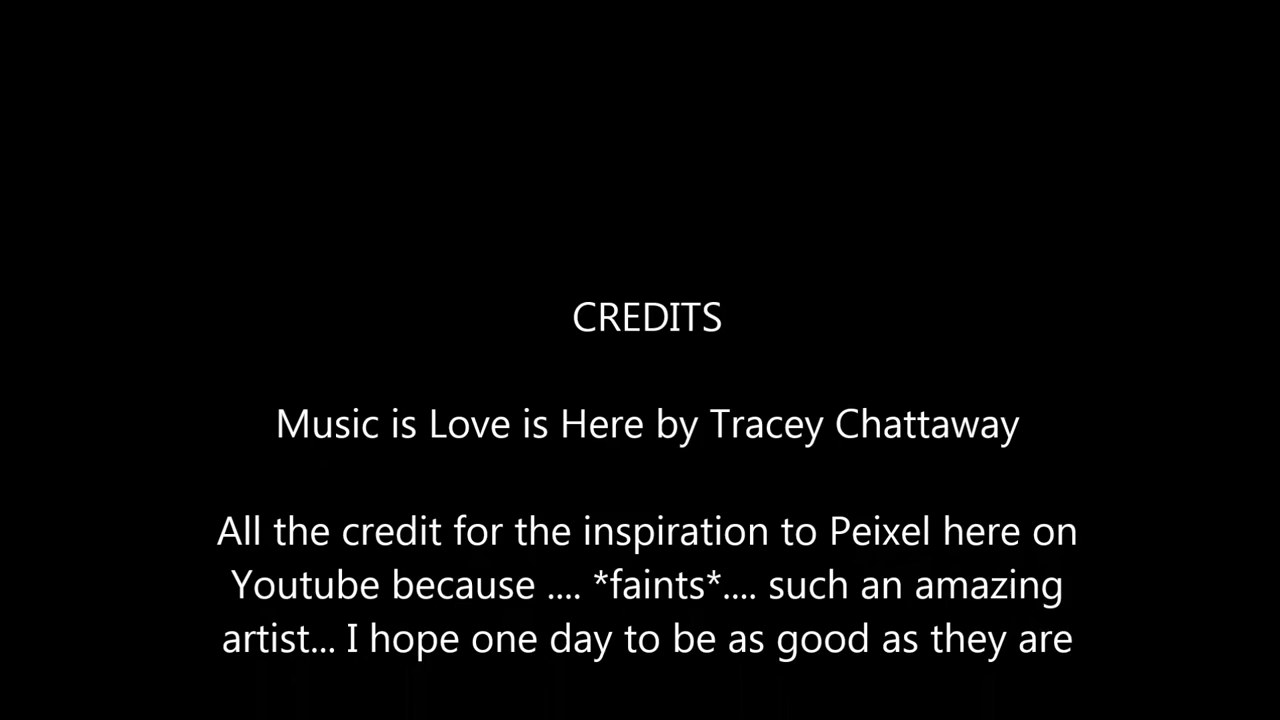 CREDITS
Music is Love is Here by Tracey Chattaway
All the credit for the inspiration to Peixel here on
Youtube because .... *faints*.... such an amazing
artist... I hope one day to be as good as they are